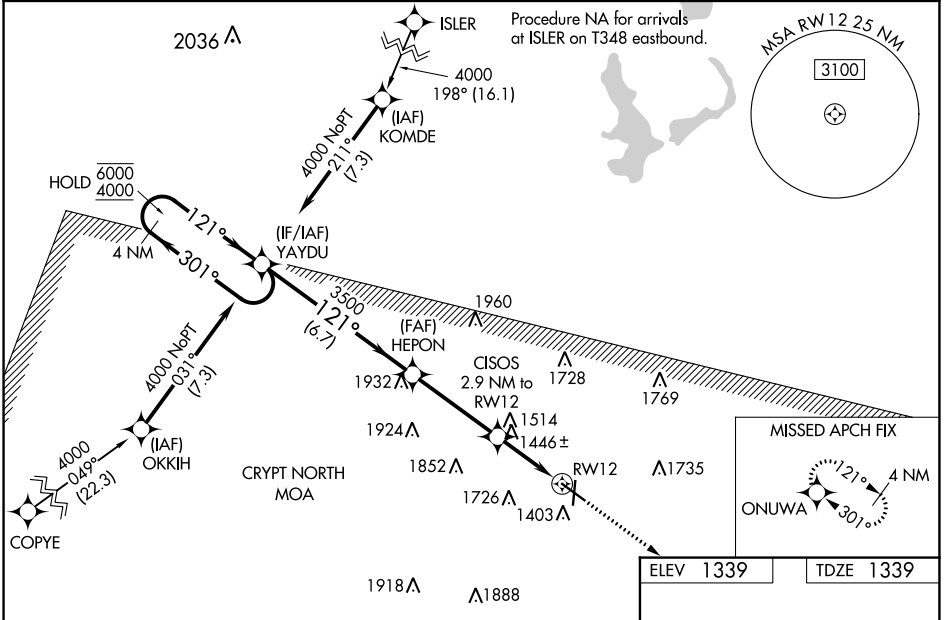 2036
ISLER
Procedure NA for arrivals
at ISLER on T348 eastbound.
MSA RW12 25 NM
3100
4000
198° (16.1)
(IAF)
KOMDE
4000 NoPT
211°
(7.3)
HOLD 6000
4000
121°
301°
4 NM
(IF/IAF)
YAYDU
3500
121°
(6.7)
1960
(FAF)
HEPON
1932
CISOS
2.9 NM to
RW12
1728
1769
4000 NoPT
031°
(7.3)
1514
1446 ±
1924
(IAF)
OKKIH
4000
049°
(22.3)
COPYE
CRYPT NORTH
MOA
1852
1726
RW12
1403
1735
MISSED APCH FIX
121°
4 NM
ONUWA
301°
1918
1888
ELEV 1339
TDZE 1339